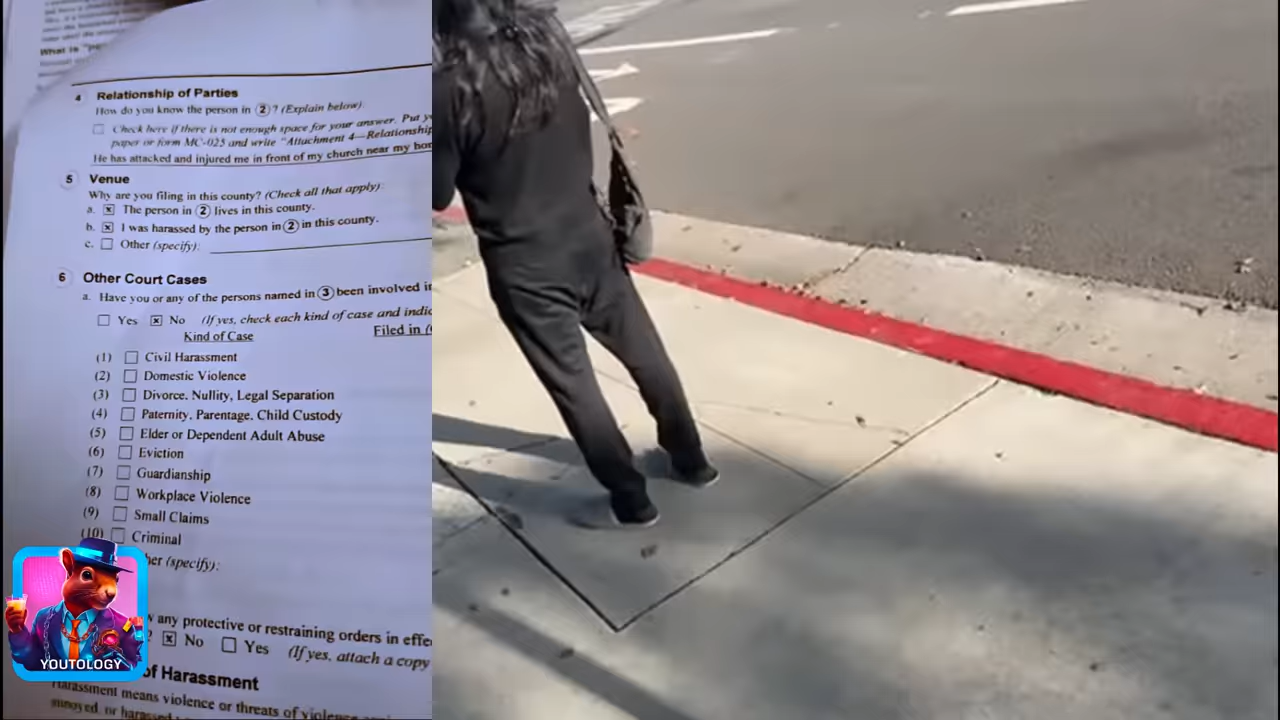 What is "pe
4 Relationship of Parties
How do you know the person in 2 ? (Explain below)
Check here if there is not enough space for your answer. Put y
paper or form MC-025 and write "Attachment 4—Relationship
He has attacked and injured me in front of my church near my hom
5 Venue
Why are you filing in this county? (Check all that apply):
a. The person in 2 lives in this county.
b. I was harassed by the person in 2 in this county.
c. Other (specify):
6 Other Court Cases
a. Have you or any of the persons named in 3 been involved in
Yes No (If yes, check each kind of case and indic
Kind of Case Filed in (
(1) Civil Harassment
(2) Domestic Violence
(3) Divorce, Nullity, Legal Separation
(4) Paternity, Parentage, Child Custody
(5) Elder or Dependent Adult Abuse
(6) Eviction
(7) Guardianship
(8) Workplace Violence
(9) Small Claims
(10) Criminal
her (specify):
y any protective or restraining orders in effe
? No Yes (If yes, attach a copy
of Harassment
Harassment means violence or threats of violence
annoyed, or harassed
YOUTOLOGY